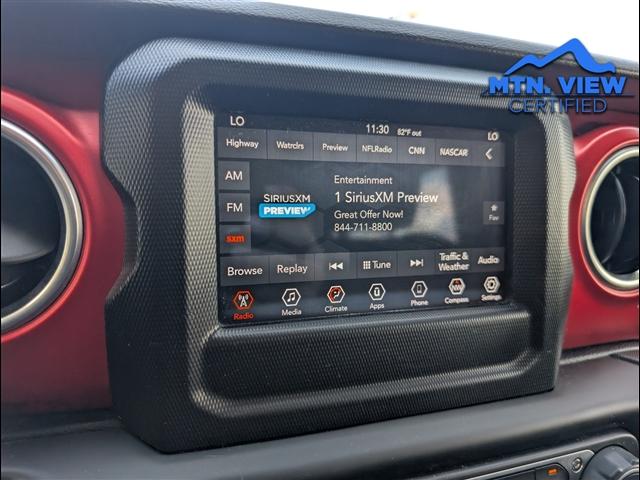 MTN. VIEW
CERTIFIED
LO 11:30 82°F out LO
Highway Watrclrs Preview NFLRadio CNN NASCAR
AM
FM
sxm
SIRIUSXM
PREVIEW
Entertainment
1 SiriusXM Preview
Great Offer Now!
844-711-8800
Fav
Browse Replay Tune Traffic & Weather Audio
Radio Media Climate Apps Phone Compass Settings
NW